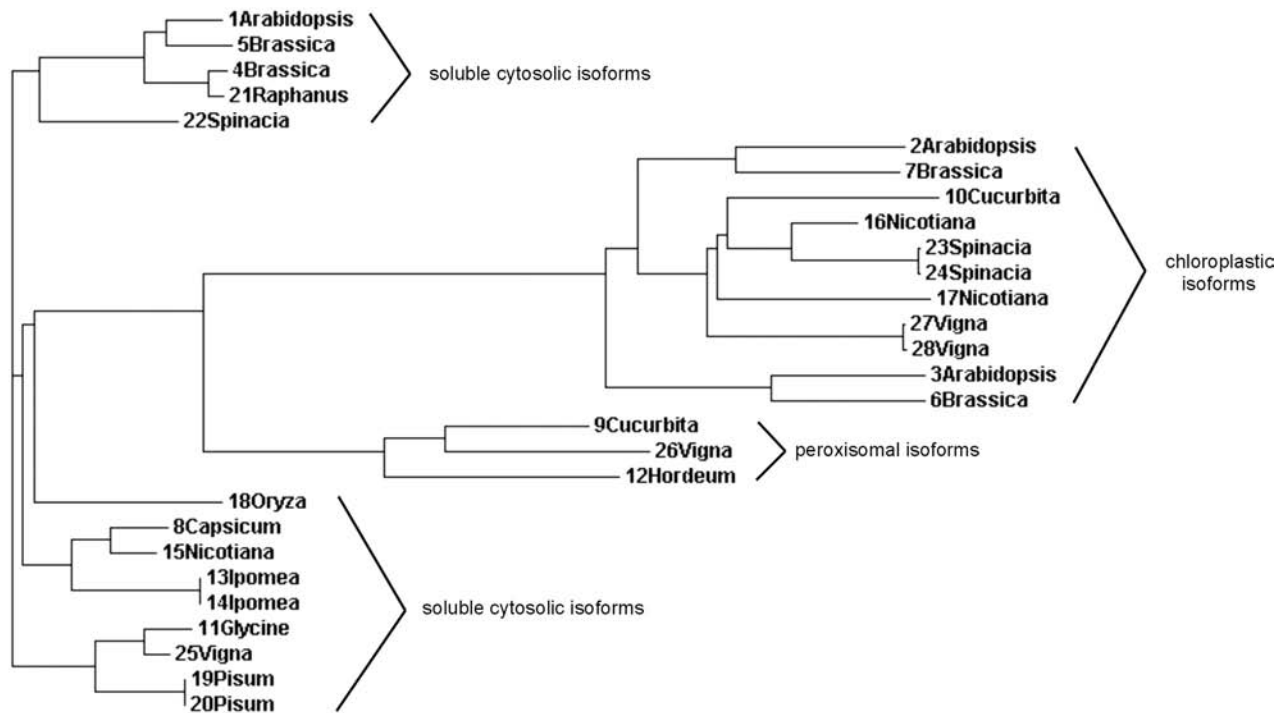 1Arabidopsis
5Brassica
4Brassica
21Raphanus
22Spinacia
soluble cytosolic isoforms
2Arabidopsis
7Brassica
10Cucurbita
16Nicotiana
23Spinacia
24Spinacia
17Nicotiana
27Vigna
28Vigna
3Arabidopsis
6Brassica
chloroplastic
isoforms
9Cucurbita
26Vigna
12Hordeum
peroxisomal isoforms
18Oryza
8Capsicum
15Nicotiana
13Ipomea
14Ipomea
11Glycine
25Vigna
19Pisum
20Pisum
soluble cytosolic isoforms